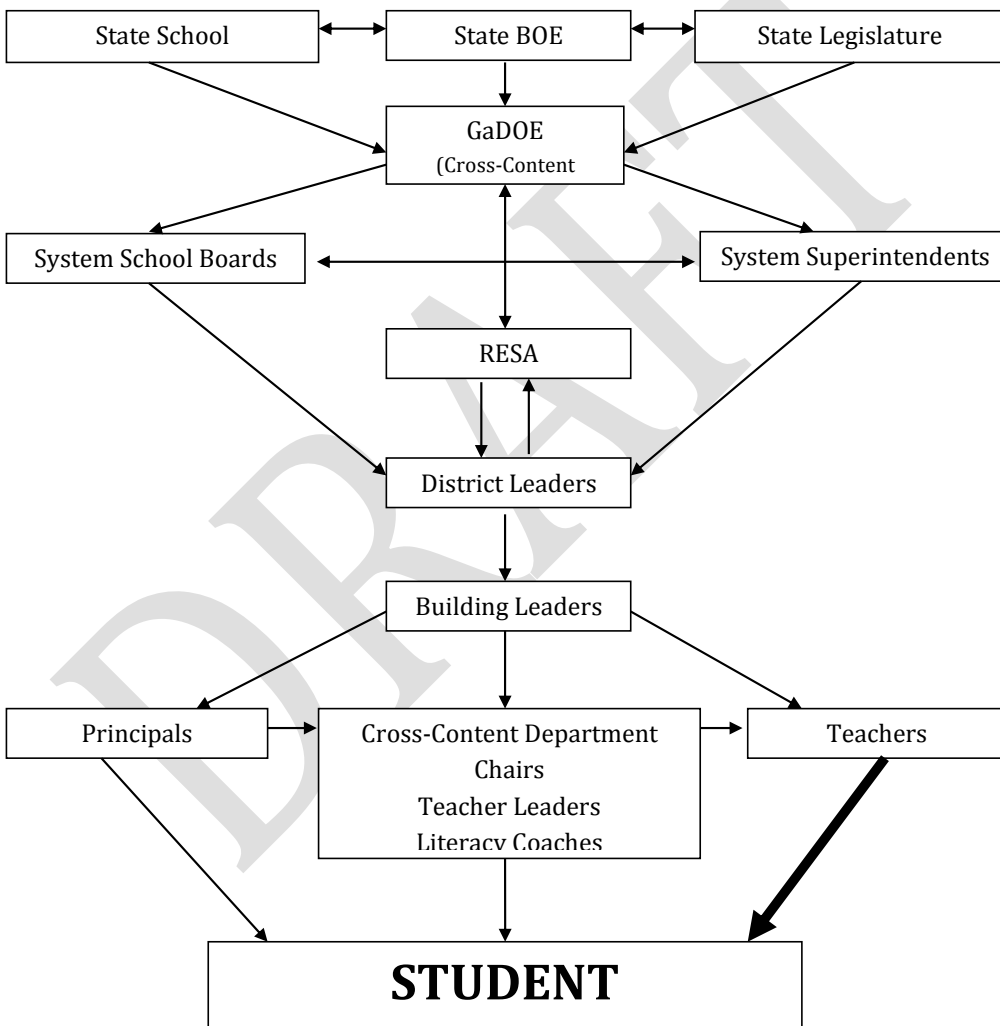 State School
State BOE
State Legislature
GaDOE
(Cross-Content
System School Boards
System Superintendents
RESA
District Leaders
Building Leaders
Principals
Cross-Content Department
Chairs
Teacher Leaders
Literacy Coaches
Teachers
STUDENT
DRAFT